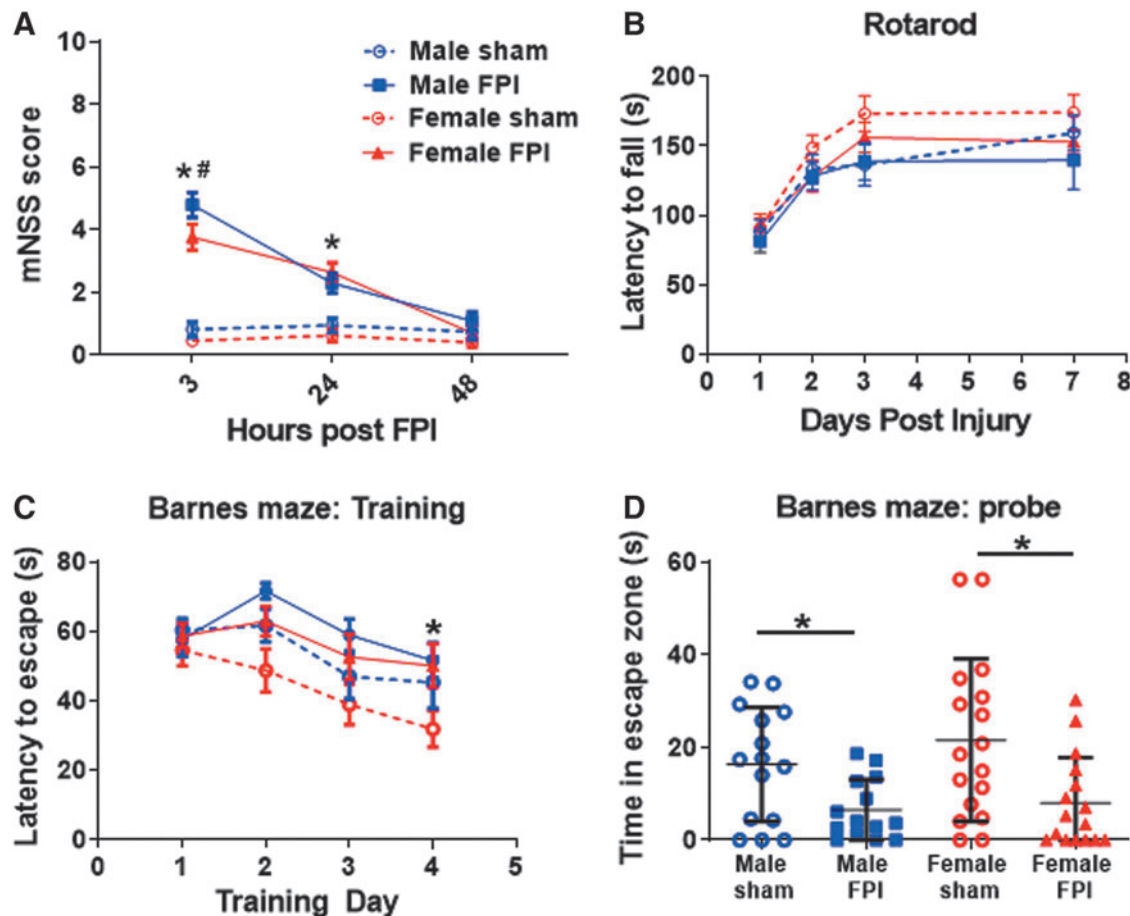 A
10
8
6
4
2
0
mNSS score
* #
*
Male sham
Male FPI
Female sham
Female FPI
3
24
48
Hours post FPI
B
Rotarod
200
150
100
50
0
Latency to fall (s)
0 1 2 3 4 5 6 7 8
Days Post Injury
C
Barnes maze: Training
80
60
40
20
0
Latency to escape (s)
*
0 1 2 3 4 5
Training Day
D
Barnes maze: probe
60
40
20
0
Time in escape zone (s)
*
*
Male sham
Male FPI
Female sham
Female FPI